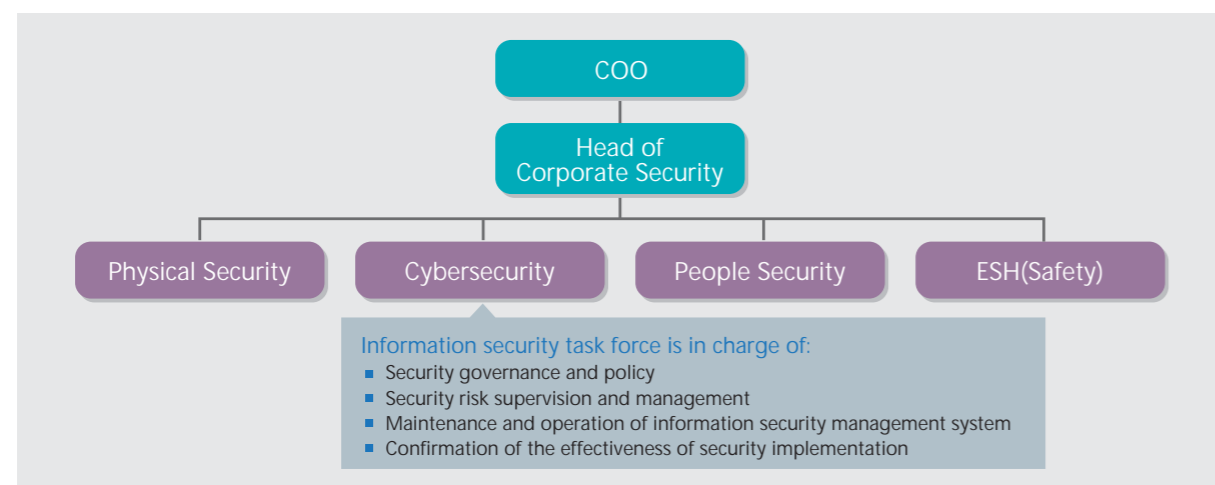 COO
Head of
Corporate Security
Physical Security
Cybersecurity
People Security
ESH(Safety)
Information security task force is in charge of:
Security governance and policy
Security risk supervision and management
Maintenance and operation of information security management system
Confirmation of the effectiveness of security implementation